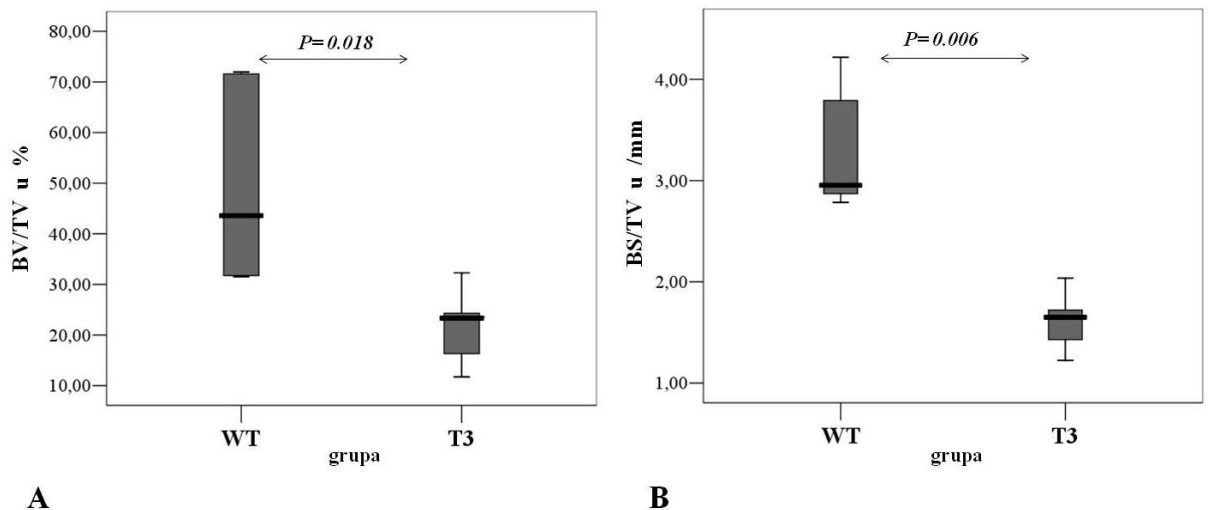 P=0.018
80,00
70,00
60,00
50,00
40,00
30,00
20,00
10,00
BV/TV u %
WT T3
grupa
A
P=0.006
4,00
3,00
2,00
1,00
BS/TV u /mm
WT T3
grupa
B